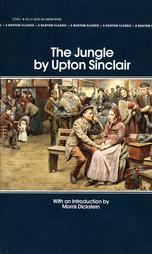 The Jungle
by Upton Sinclair
With an Introduction by
Morris Dickstein